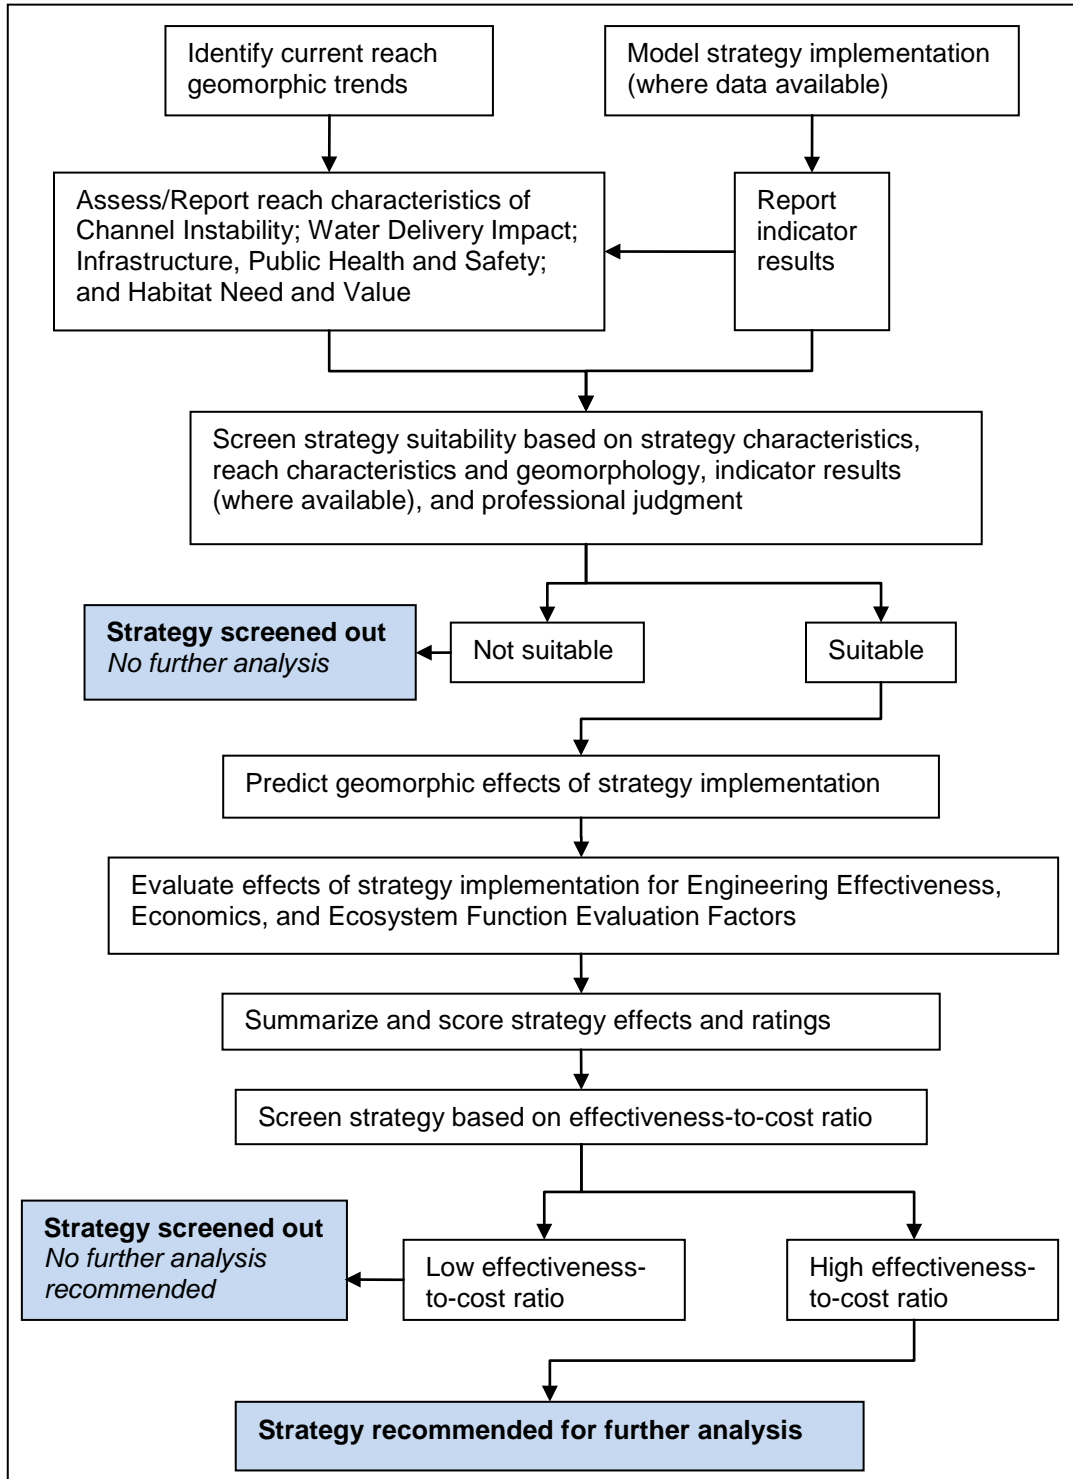 Identify current reach
geomorphic trends
Model strategy implementation
(where data available)
Assess/Report reach characteristics of
Channel Instability; Water Delivery Impact;
Infrastructure, Public Health and Safety;
and Habitat Need and Value
Report
indicator
results
Screen strategy suitability based on strategy characteristics,
reach characteristics and geomorphology, indicator results
(where available), and professional judgment
Strategy screened out
No further analysis
Not suitable
Suitable
Predict geomorphic effects of strategy implementation
Evaluate effects of strategy implementation for Engineering Effectiveness,
Economics, and Ecosystem Function Evaluation Factors
Summarize and score strategy effects and ratings
Screen strategy based on effectiveness-to-cost ratio
Strategy screened out
No further analysis
recommended
Low effectiveness-
to-cost ratio
High effectiveness-
to-cost ratio
Strategy recommended for further analysis